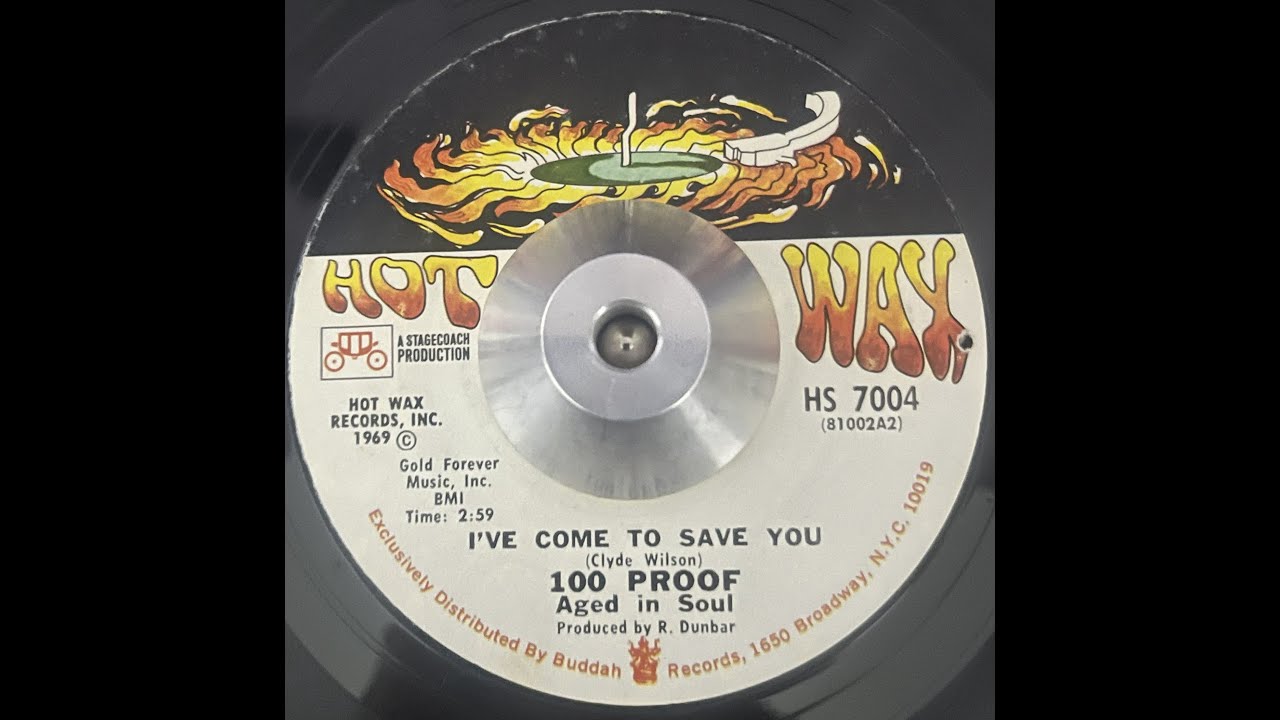 HOT WAX
A STAGECOACH
PRODUCTION
HS 7004
(81002A2)
HOT WAX
RECORDS, INC.
1969 ©
Gold Forever
Music, Inc.
BMI
Time: 2:59
I'VE COME TO SAVE YOU
(Clyde Wilson)
100 PROOF
Aged in Soul
Produced by R. Dunbar
Exclusively Distributed By Buddah Records, 1650 Broadway, N.Y.C. 10019